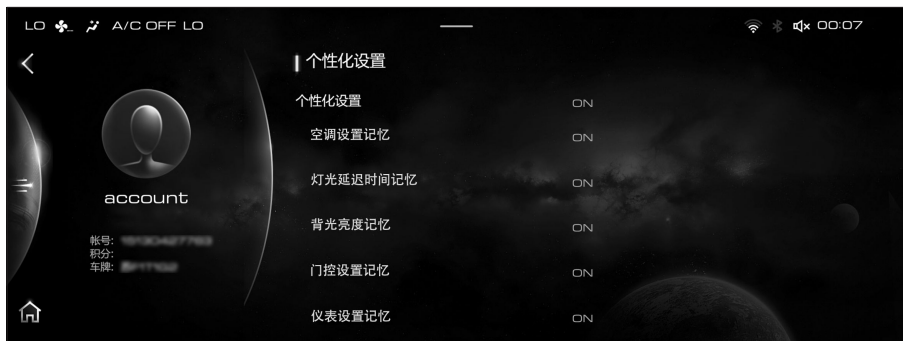 LO A/C OFF LO
00:07
个性化设置
account
帐号:
积分:
车牌:
个性化设置 ON
空调设置记忆 ON
灯光延迟时间记忆 ON
背光亮度记忆 ON
门控设置记忆 ON
仪表设置记忆 ON